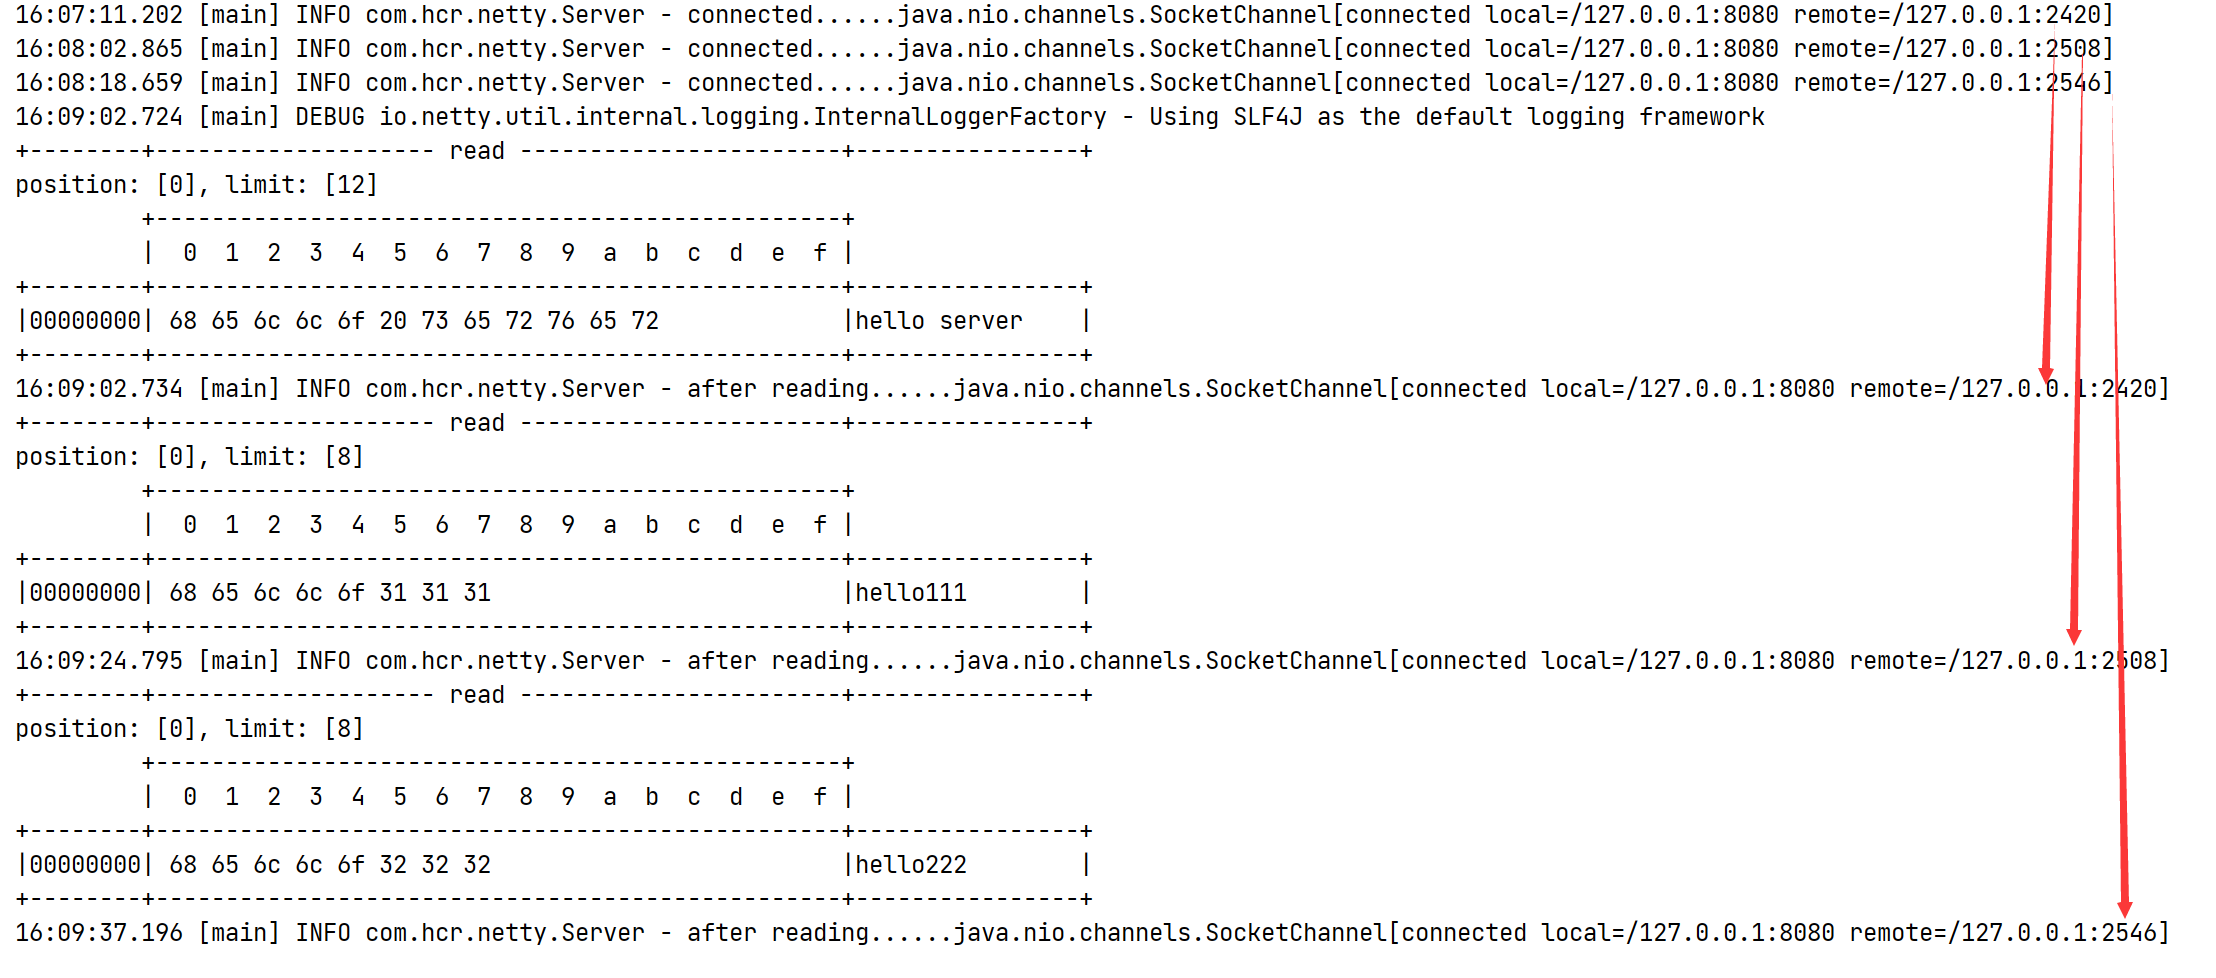 16:07:11.202 [main] INFO com.hcr.netty.Server - connected......java.nio.channels.SocketChannel[connected local=/127.0.0.1:8080 remote=/127.0.0.1:2420]
16:08:02.865 [main] INFO com.hcr.netty.Server - connected......java.nio.channels.SocketChannel[connected local=/127.0.0.1:8080 remote=/127.0.0.1:2508]
16:08:18.659 [main] INFO com.hcr.netty.Server - connected......java.nio.channels.SocketChannel[connected local=/127.0.0.1:8080 remote=/127.0.0.1:2546]
16:09:02.724 [main] DEBUG io.netty.util.internal.logging.InternalLoggerFactory - Using SLF4J as the default logging framework
+--------+-------------------- read -----------------------+----------------+
position: [0], limit: [12]
         +-------------------------------------------------+
         |  0  1  2  3  4  5  6  7  8  9  a  b  c  d  e  f |
+--------+-------------------------------------------------+----------------+
|00000000| 68 65 6c 6c 6f 20 73 65 72 76 65 72             |hello server    |
+--------+-------------------------------------------------+----------------+
16:09:02.734 [main] INFO com.hcr.netty.Server - after reading......java.nio.channels.SocketChannel[connected local=/127.0.0.1:8080 remote=/127.0.0.1:2420]
+--------+-------------------- read -----------------------+----------------+
position: [0], limit: [8]
         +-------------------------------------------------+
         |  0  1  2  3  4  5  6  7  8  9  a  b  c  d  e  f |
+--------+-------------------------------------------------+----------------+
|00000000| 68 65 6c 6c 6f 31 31 31                         |hello111        |
+--------+-------------------------------------------------+----------------+
16:09:24.795 [main] INFO com.hcr.netty.Server - after reading......java.nio.channels.SocketChannel[connected local=/127.0.0.1:8080 remote=/127.0.0.1:2508]
+--------+-------------------- read -----------------------+----------------+
position: [0], limit: [8]
         +-------------------------------------------------+
         |  0  1  2  3  4  5  6  7  8  9  a  b  c  d  e  f |
+--------+-------------------------------------------------+----------------+
|00000000| 68 65 6c 6c 6f 32 32 32                         |hello222        |
+--------+-------------------------------------------------+----------------+
16:09:37.196 [main] INFO com.hcr.netty.Server - after reading......java.nio.channels.SocketChannel[connected local=/127.0.0.1:8080 remote=/127.0.0.1:2546]